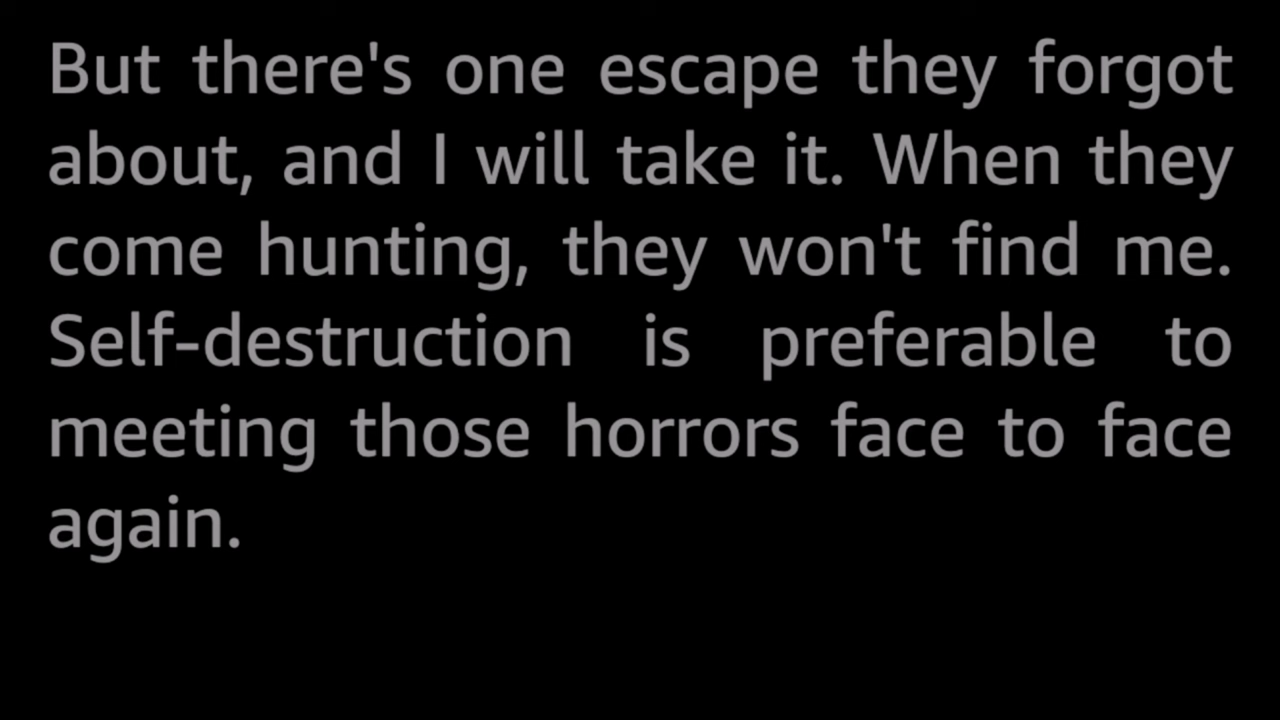 But there's one escape they forgot
about, and I will take it. When they
come hunting, they won't find me.
Self-destruction is preferable to
meeting those horrors face to face
again.